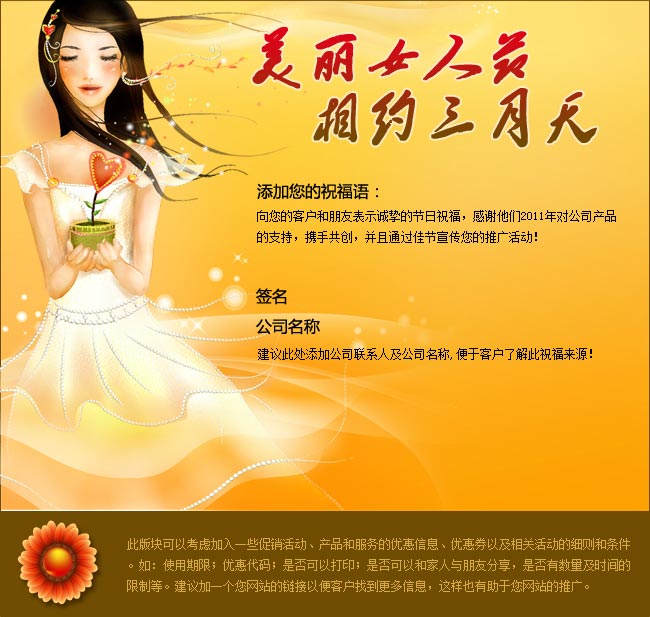 美丽女人节
相约三月天
添加您的祝福语：
向您的客户和朋友表示诚挚的节日祝福，感谢他们2011年对公司产品
的支持，携手共创，并且通过佳节宣传您的推广活动！
签名
公司名称
建议此处添加公司联系人及公司名称,便于客户了解此祝福来源！
此版块可以考虑加入一些促销活动、产品和服务的优惠信息、优惠券以及相关活动的细则和条件
。如：使用期限；优惠代码；是否可以打印；是否可以和家人与朋友分享，是否有数量及时间的
限制等。建议加一个您网站的链接以便客户找到更多信息，这样也有助于您网站的推广。